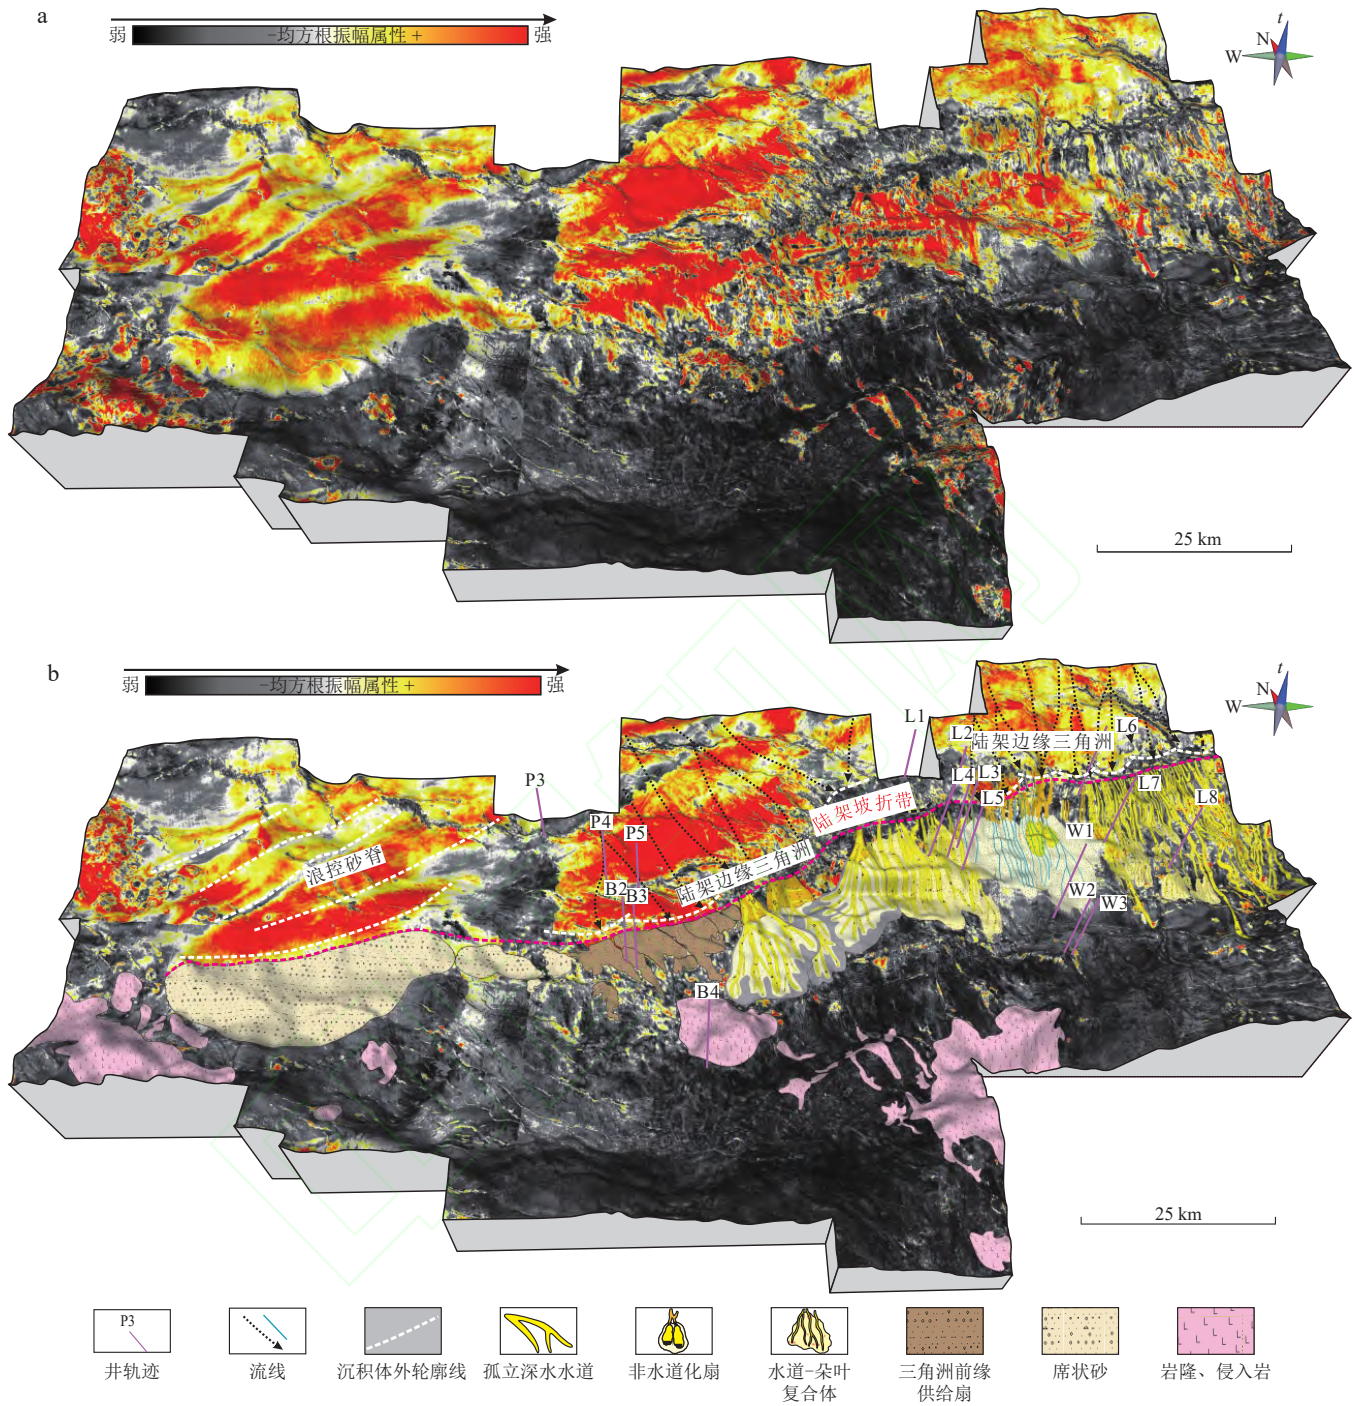 a
弱 −均方根振幅属性 + 强
t
N
W
25 km
b
弱 −均方根振幅属性 + 强
t
N
W
L1
L2
L6
陆架边缘三角洲
P3
L4
L3
L7
L5
L8
陆架坡折带
P4
P5
W1
浪控砂脊
陆架边缘三角洲
B2
B3
W2
W3
B4
25 km
P3
井轨迹
流线
沉积体外轮廓线
孤立深水水道
非水道化扇
水道−朵叶
复合体
三角洲前缘
供给扇
席状砂
岩隆、侵入岩